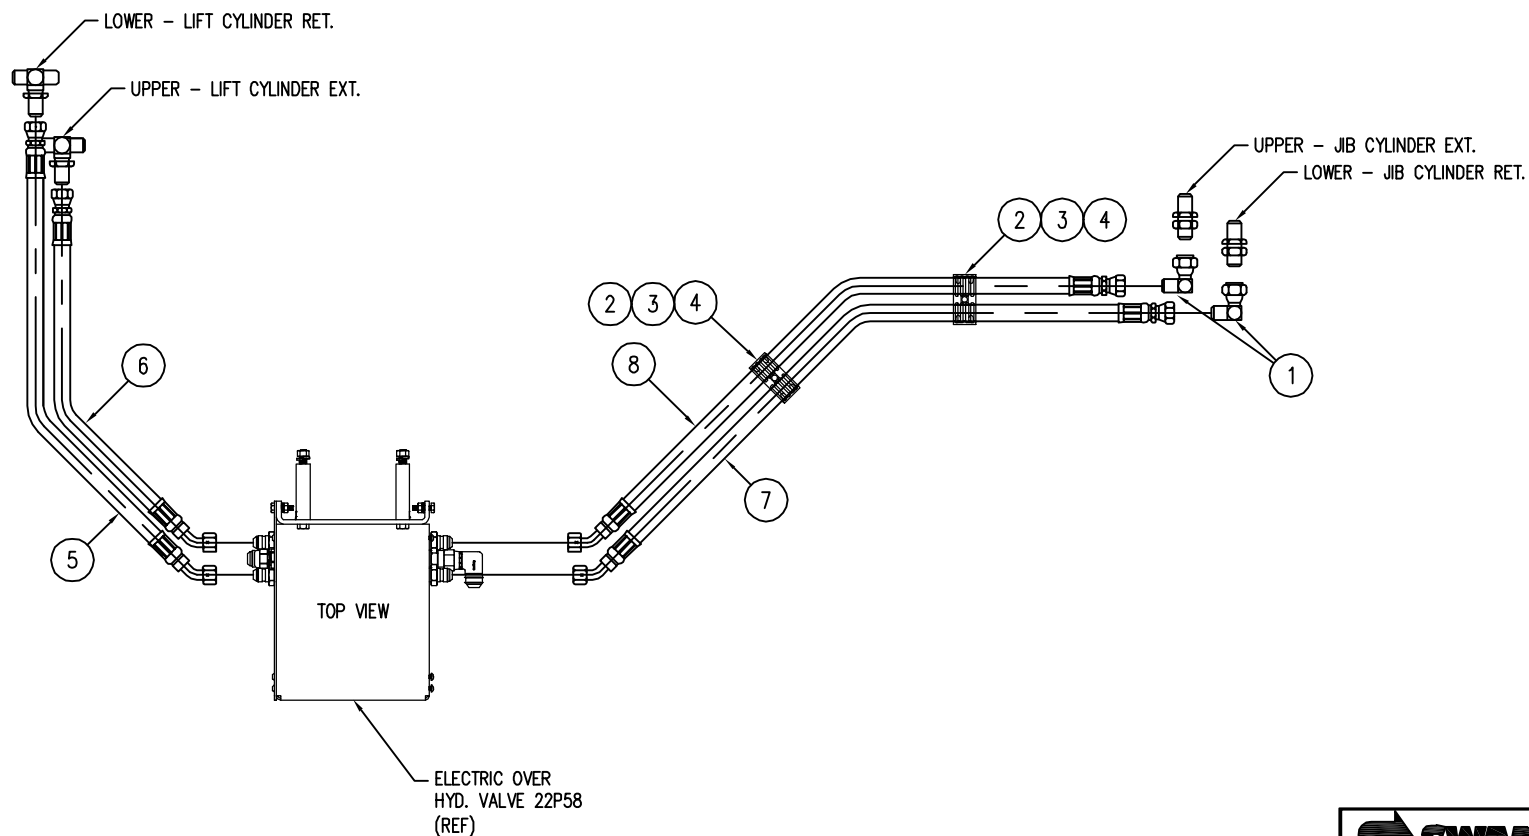 LOWER – LIFT CYLINDER RET.
UPPER – LIFT CYLINDER EXT.
UPPER – JIB CYLINDER EXT.
LOWER – JIB CYLINDER RET.
2 3 4
2 3 4
6
8
1
7
5
TOP VIEW
ELECTRIC OVER
HYD. VALVE 22P58
(REF)